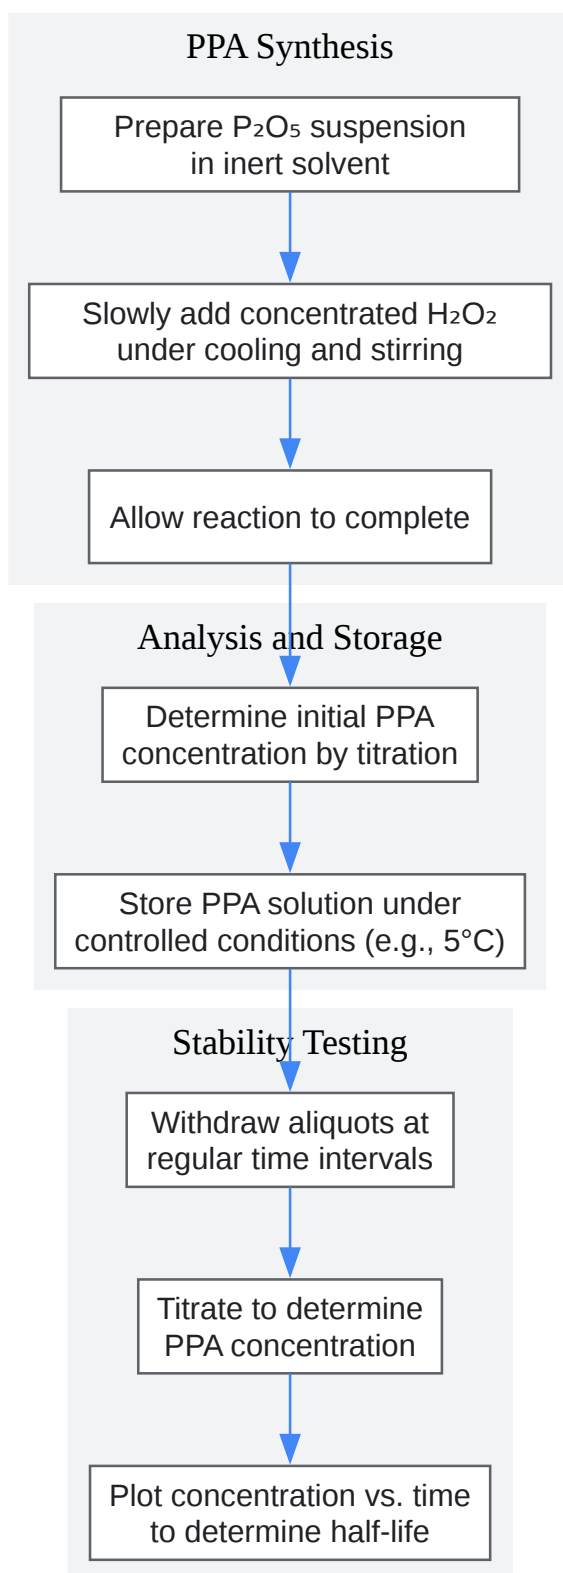 PPA Synthesis
Prepare P₂O₅ suspension
in inert solvent
Slowly add concentrated H₂O₂
under cooling and stirring
Allow reaction to complete
Analysis and Storage
Determine initial PPA
concentration by titration
Store PPA solution under
controlled conditions (e.g., 5°C)
Stability Testing
Withdraw aliquots at
regular time intervals
Titrate to determine
PPA concentration
Plot concentration vs. time
to determine half-life